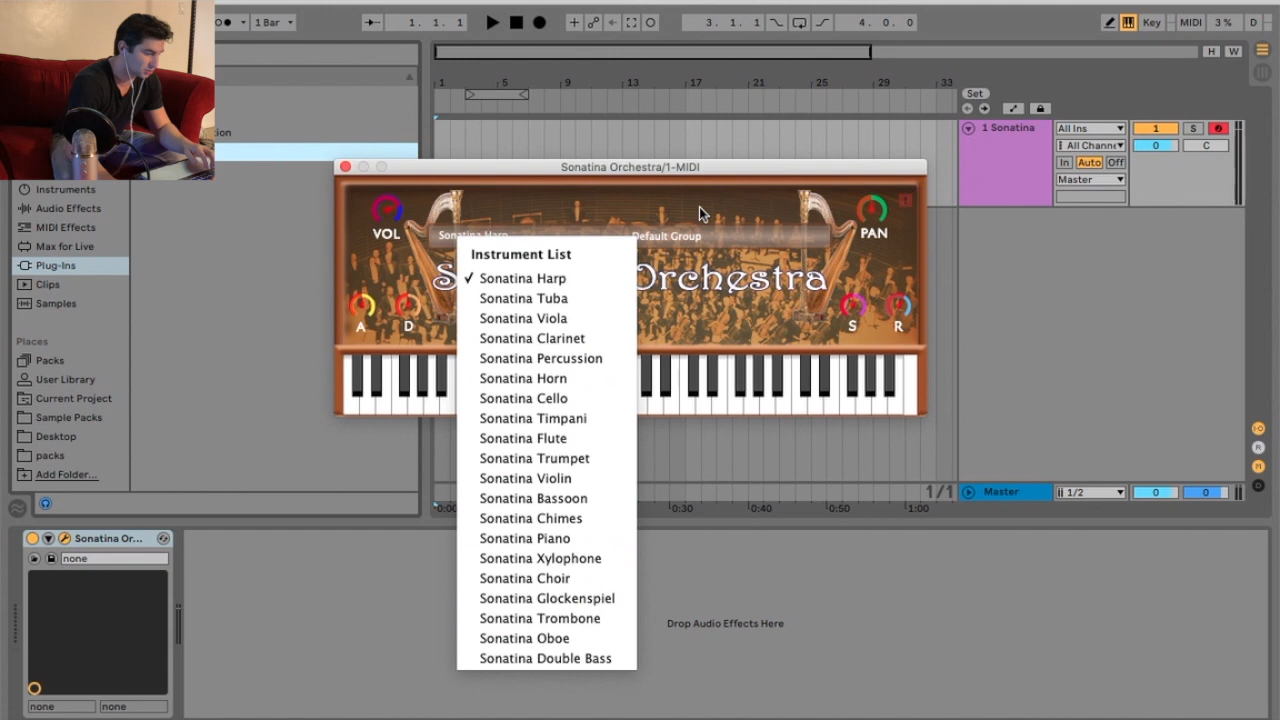 1 Bar
1. 1. 1
3. 1. 1
4. 0. 0
Key
MIDI
3 %
D
H
W
1
5
9
13
17
21
25
29
33
Set
tion
1 Sonatina
All Ins
1
S
All Channe
0
C
In
Auto
Off
Master
Sonatina Orchestra/1-MIDI
VOL
PAN
Sonatina Harp
Default Group
Orchestra
A
D
S
R
Instrument List
✓ Sonatina Harp
Sonatina Tuba
Sonatina Viola
Sonatina Clarinet
Sonatina Percussion
Sonatina Horn
Sonatina Cello
Sonatina Timpani
Sonatina Flute
Sonatina Trumpet
Sonatina Violin
Sonatina Bassoon
Sonatina Chimes
Sonatina Piano
Sonatina Xylophone
Sonatina Choir
Sonatina Glockenspiel
Sonatina Trombone
Sonatina Oboe
Sonatina Double Bass
Instruments
Audio Effects
MIDI Effects
Max for Live
Plug-Ins
Clips
Samples
Places
Packs
User Library
Current Project
Sample Packs
Desktop
packs
Add Folder...
1/1
Master
1/2
0
0
0:00
0:30
0:40
0:50
1:00
Sonatina Or...
none
none
none
Drop Audio Effects Here